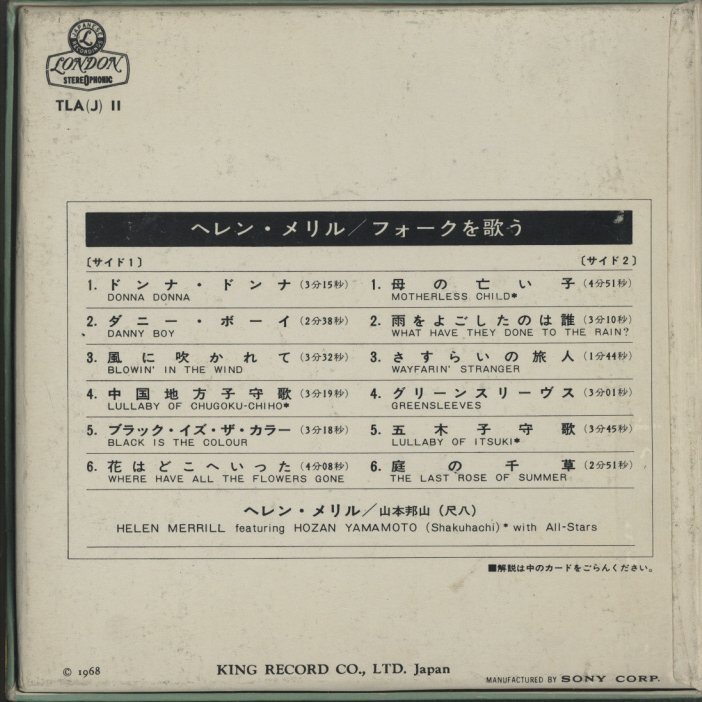 JAPANESE
L
RECORDINGS
LONDON
STEREOPHONIC
TLA(J) 11
ヘレン・メリル／フォークを歌う
〔サイド1〕
1. ドンナ・ドンナ (3分15秒)
DONNA DONNA
2. ダニー・ボーイ (2分38秒)
DANNY BOY
3. 風に吹かれて (3分32秒)
BLOWIN' IN THE WIND
4. 中国地方子守歌 (3分19秒)
LULLABY OF CHUGOKU-CHIHO*
5. ブラック・イズ・ザ・カラー (3分18秒)
BLACK IS THE COLOUR
6. 花はどこへいった (4分08秒)
WHERE HAVE ALL THE FLOWERS GONE
〔サイド2〕
1. 母の亡い子 (4分51秒)
MOTHERLESS CHILD*
2. 雨をよごしたのは誰 (3分10秒)
WHAT HAVE THEY DONE TO THE RAIN?
3. さすらいの旅人 (1分44秒)
WAYFARIN' STRANGER
4. グリーンスリーヴス (3分01秒)
GREENSLEEVES
5. 五木子守歌 (3分45秒)
LULLABY OF ITSUKI*
6. 庭の千草 (2分51秒)
THE LAST ROSE OF SUMMER
ヘレン・メリル／山本邦山（尺八）
HELEN MERRILL featuring HOZAN YAMAMOTO (Shakuhachi)* with All-Stars
■解説は中のカードをごらんください。
© 1968
KING RECORD CO., LTD. Japan
MANUFACTURED BY SONY CORP.